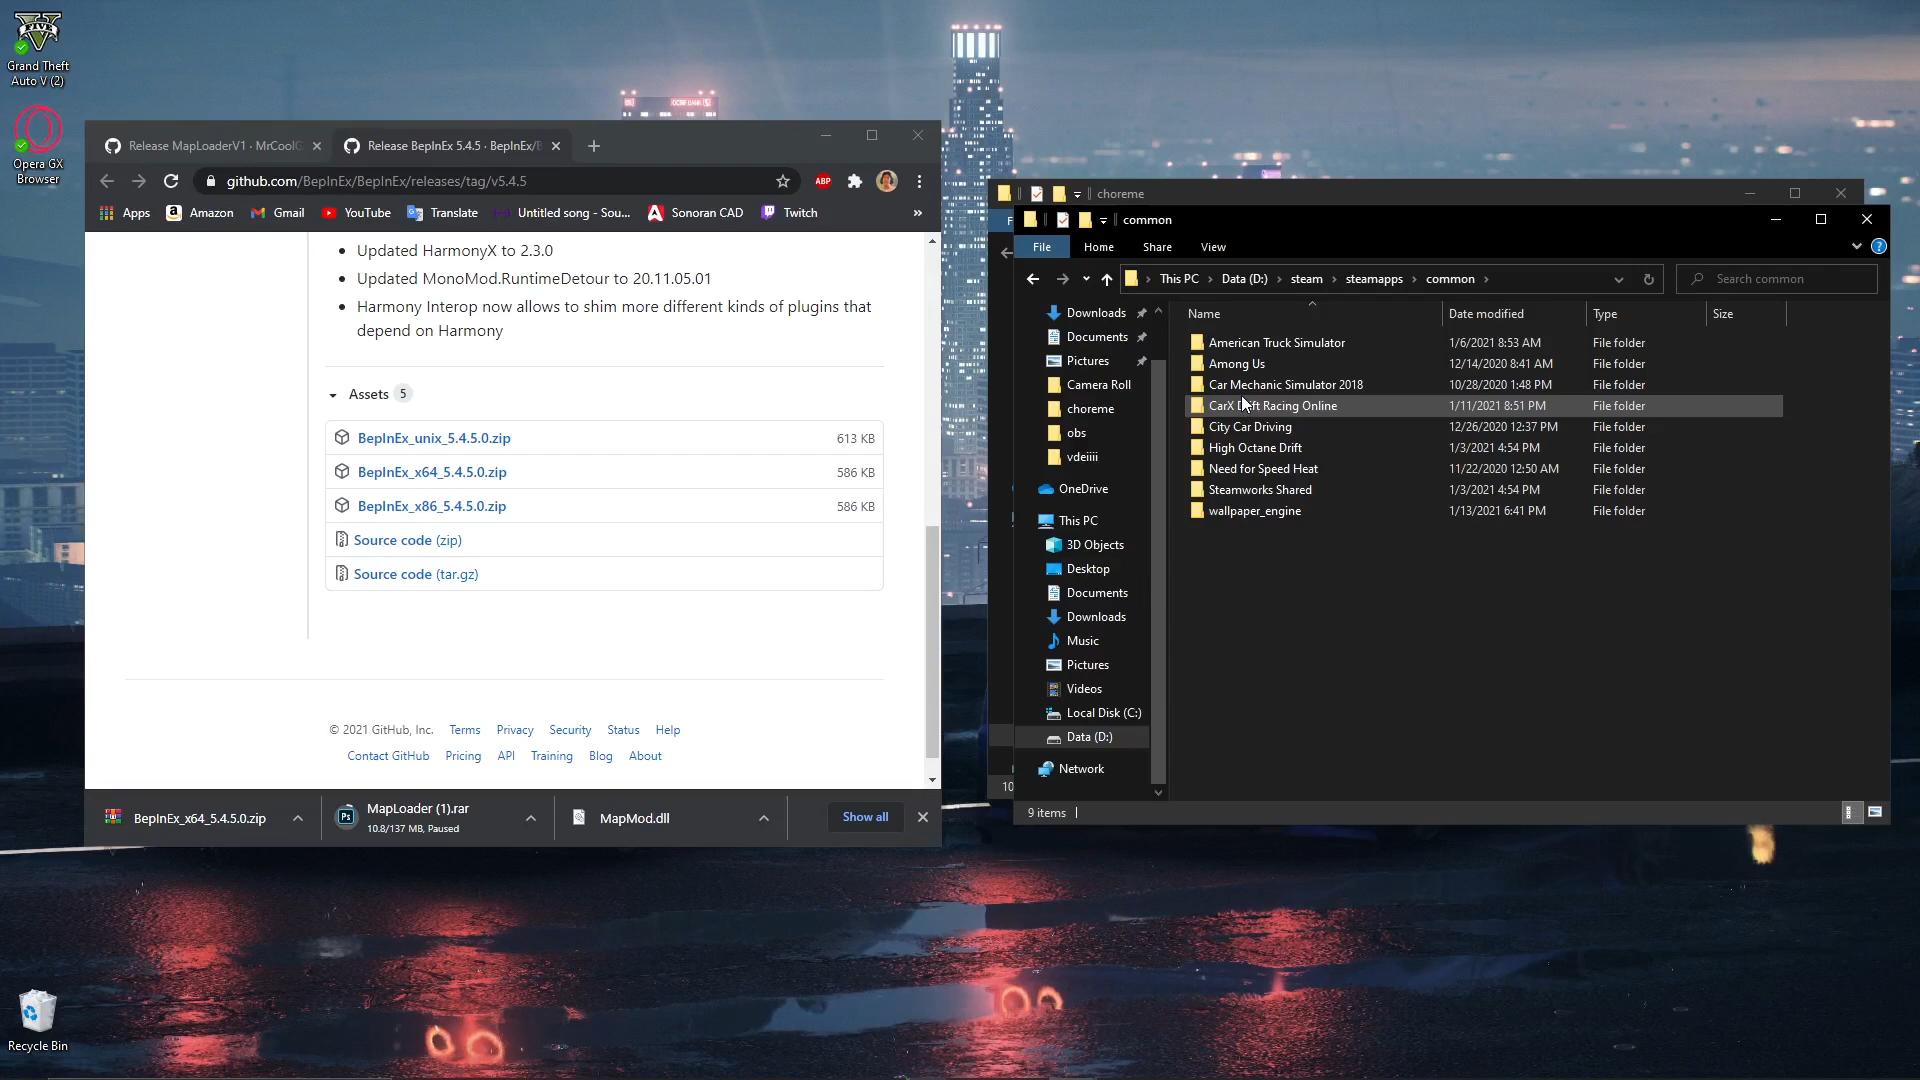 Grand Theft
Auto V (2)
Opera GX
Browser
Recycle Bin
Release MapLoaderV1 · MrCoolG
Release BepInEx 5.4.5 · BepInEx/B
github.com/BepInEx/BepInEx/releases/tag/v5.4.5
ABP
Apps
Amazon
Gmail
YouTube
Translate
Untitled song - Sou...
Sonoran CAD
Twitch
»
Updated HarmonyX to 2.3.0
Updated MonoMod.RuntimeDetour to 20.11.05.01
Harmony Interop now allows to shim more different kinds of plugins that
depend on Harmony
Assets 5
BepInEx_unix_5.4.5.0.zip 613 KB
BepInEx_x64_5.4.5.0.zip 586 KB
BepInEx_x86_5.4.5.0.zip 586 KB
Source code (zip)
Source code (tar.gz)
© 2021 GitHub, Inc. Terms Privacy Security Status Help
Contact GitHub Pricing API Training Blog About
BepInEx_x64_5.4.5.0.zip
Ps
MapLoader (1).rar
10.8/137 MB, Paused
MapMod.dll
Show all
choreme
common
File Home Share View
This PC › Data (D:) › steam › steamapps › common ›
Search common
Downloads
Documents
Pictures
Camera Roll
choreme
obs
vdeiiii
OneDrive
This PC
3D Objects
Desktop
Documents
Downloads
Music
Pictures
Videos
Local Disk (C:)
Data (D:)
Network
Name Date modified Type Size
American Truck Simulator 1/6/2021 8:53 AM File folder
Among Us 12/14/2020 8:41 AM File folder
Car Mechanic Simulator 2018 10/28/2020 1:48 PM File folder
CarX Drift Racing Online 1/11/2021 8:51 PM File folder
City Car Driving 12/26/2020 12:37 PM File folder
High Octane Drift 1/3/2021 4:54 PM File folder
Need for Speed Heat 11/22/2020 12:50 AM File folder
Steamworks Shared 1/3/2021 4:54 PM File folder
wallpaper_engine 1/13/2021 6:41 PM File folder
10
9 items